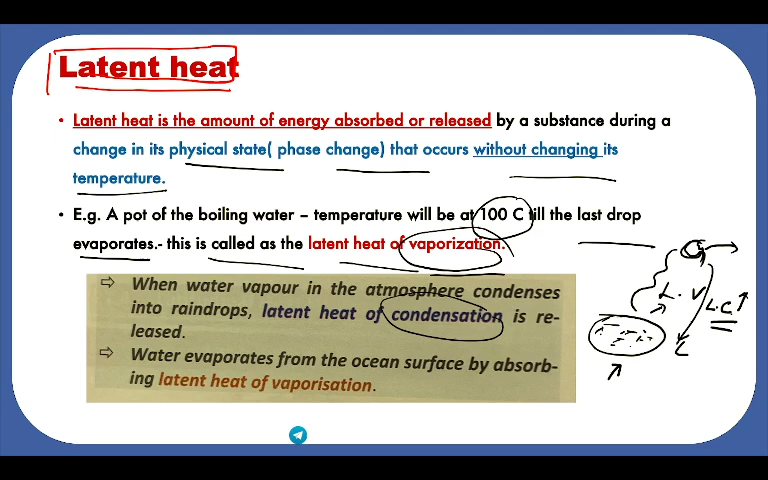 Latent heat
• Latent heat is the amount of energy absorbed or released by a substance during a
change in its physical state( phase change) that occurs without changing its
temperature.
• E.g. A pot of the boiling water – temperature will be at 100 C till the last drop
evaporates.- this is called as the latent heat of vaporization.
When water vapour in the atmosphere condenses
into raindrops, latent heat of condensation is re-
leased.
Water evaporates from the ocean surface by absorb-
ing latent heat of vaporisation.
L.V
L.C
L